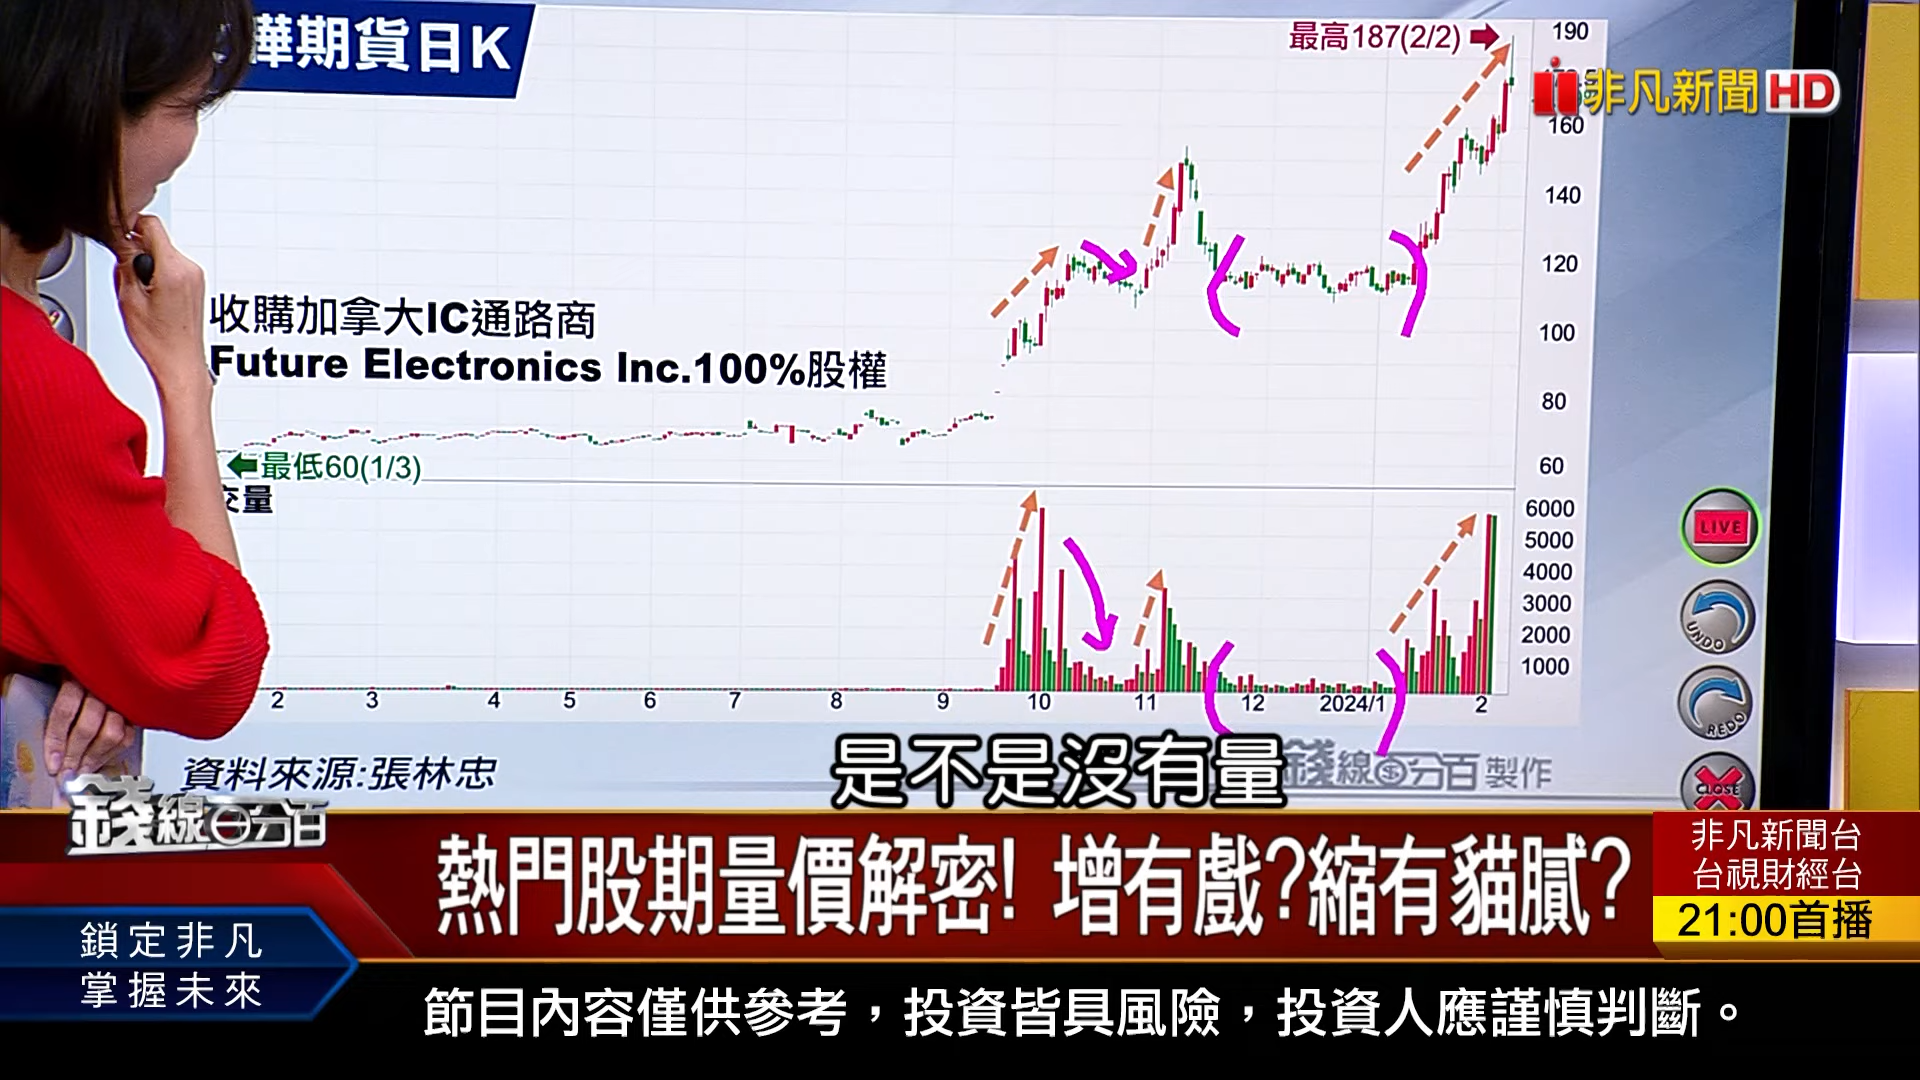 曄期貨日K
最高187(2/2)
190
非凡新聞HD
160
140
120
100
80
60
收購加拿大IC通路商
Future Electronics Inc.100%股權
最低60(1/3)
交量
6000
5000
4000
3000
2000
1000
2 3 4 5 6 7 8 9 10 11 12 2024/1 2
LIVE
UNDO
REDO
CLOSE
資料來源:張林忠
錢線百分百製作
是不是沒有量
錢線百分百
熱門股期量價解密! 增有戲?縮有貓膩?
非凡新聞台
台視財經台
21:00首播
鎖定非凡
掌握未來
節目內容僅供參考，投資皆具風險，投資人應謹慎判斷。